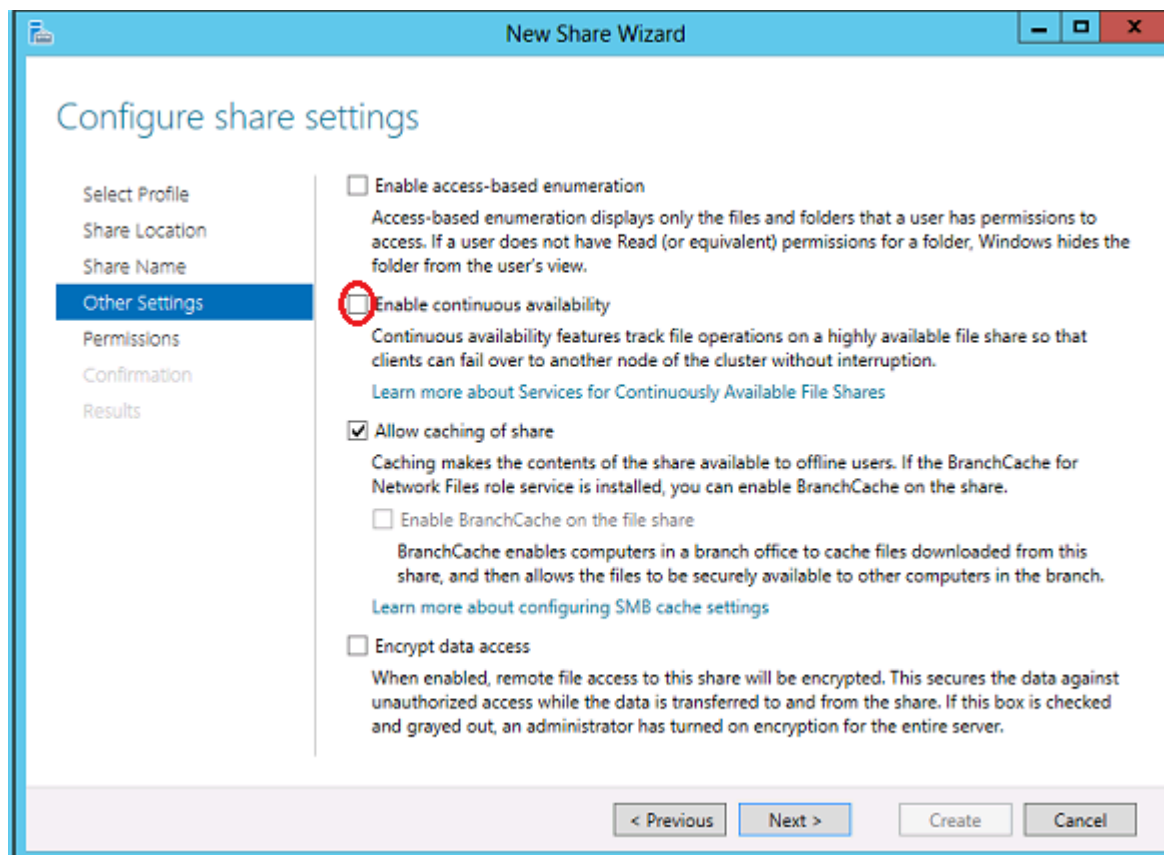 New Share Wizard
Configure share settings
Select Profile
Share Location
Share Name
Other Settings
Permissions
Confirmation
Results
Enable access-based enumeration
Access-based enumeration displays only the files and folders that a user has permissions to
access. If a user does not have Read (or equivalent) permissions for a folder, Windows hides the
folder from the user's view.
Enable continuous availability
Continuous availability features track file operations on a highly available file share so that
clients can fail over to another node of the cluster without interruption.
Learn more about Services for Continuously Available File Shares
Allow caching of share
Caching makes the contents of the share available to offline users. If the BranchCache for
Network Files role service is installed, you can enable BranchCache on the share.
Enable BranchCache on the file share
BranchCache enables computers in a branch office to cache files downloaded from this
share, and then allows the files to be securely available to other computers in the branch.
Learn more about configuring SMB cache settings
Encrypt data access
When enabled, remote file access to this share will be encrypted. This secures the data against
unauthorized access while the data is transferred to and from the share. If this box is checked
and grayed out, an administrator has turned on encryption for the entire server.
< Previous
Next >
Create
Cancel